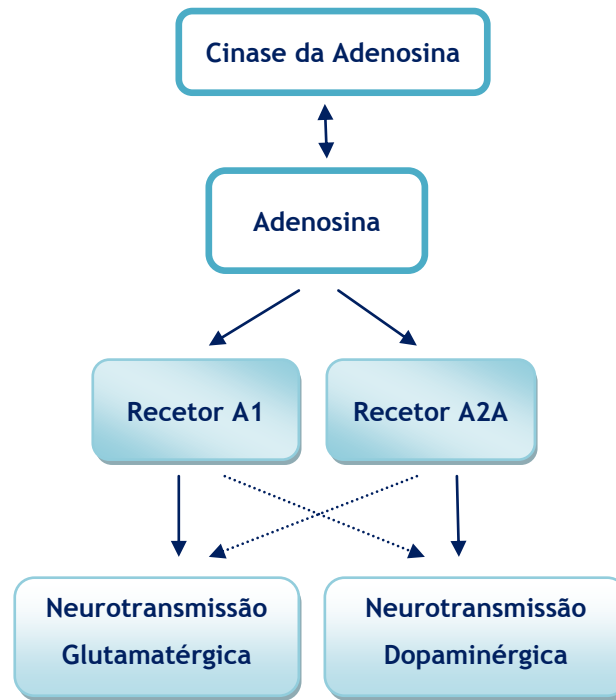 Cinase da Adenosina
Adenosina
Recetor A1
Recetor A2A
Neurotransmissão
Glutamatérgica
Neurotransmissão
Dopaminérgica